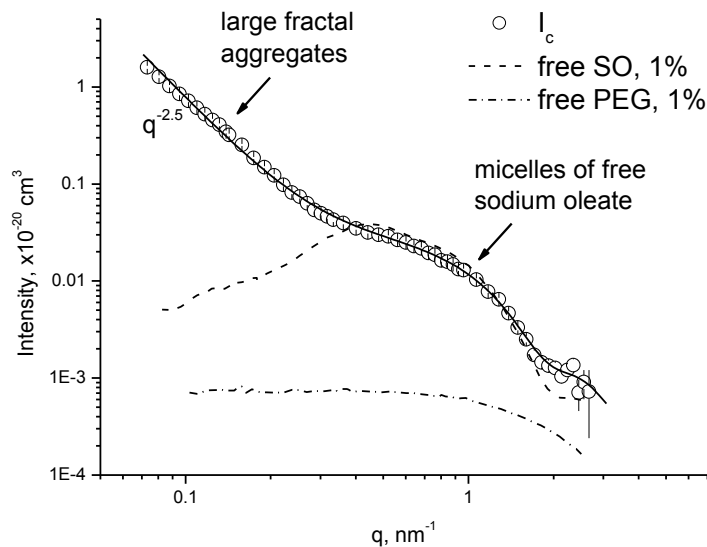 large fractal
aggregates
I_c
free SO, 1%
free PEG, 1%
q^-2.5
micelles of free
sodium oleate
1
0.1
0.01
1E-3
1E-4
Intensity, x10^-20 cm^3
0.1
1
q, nm^-1